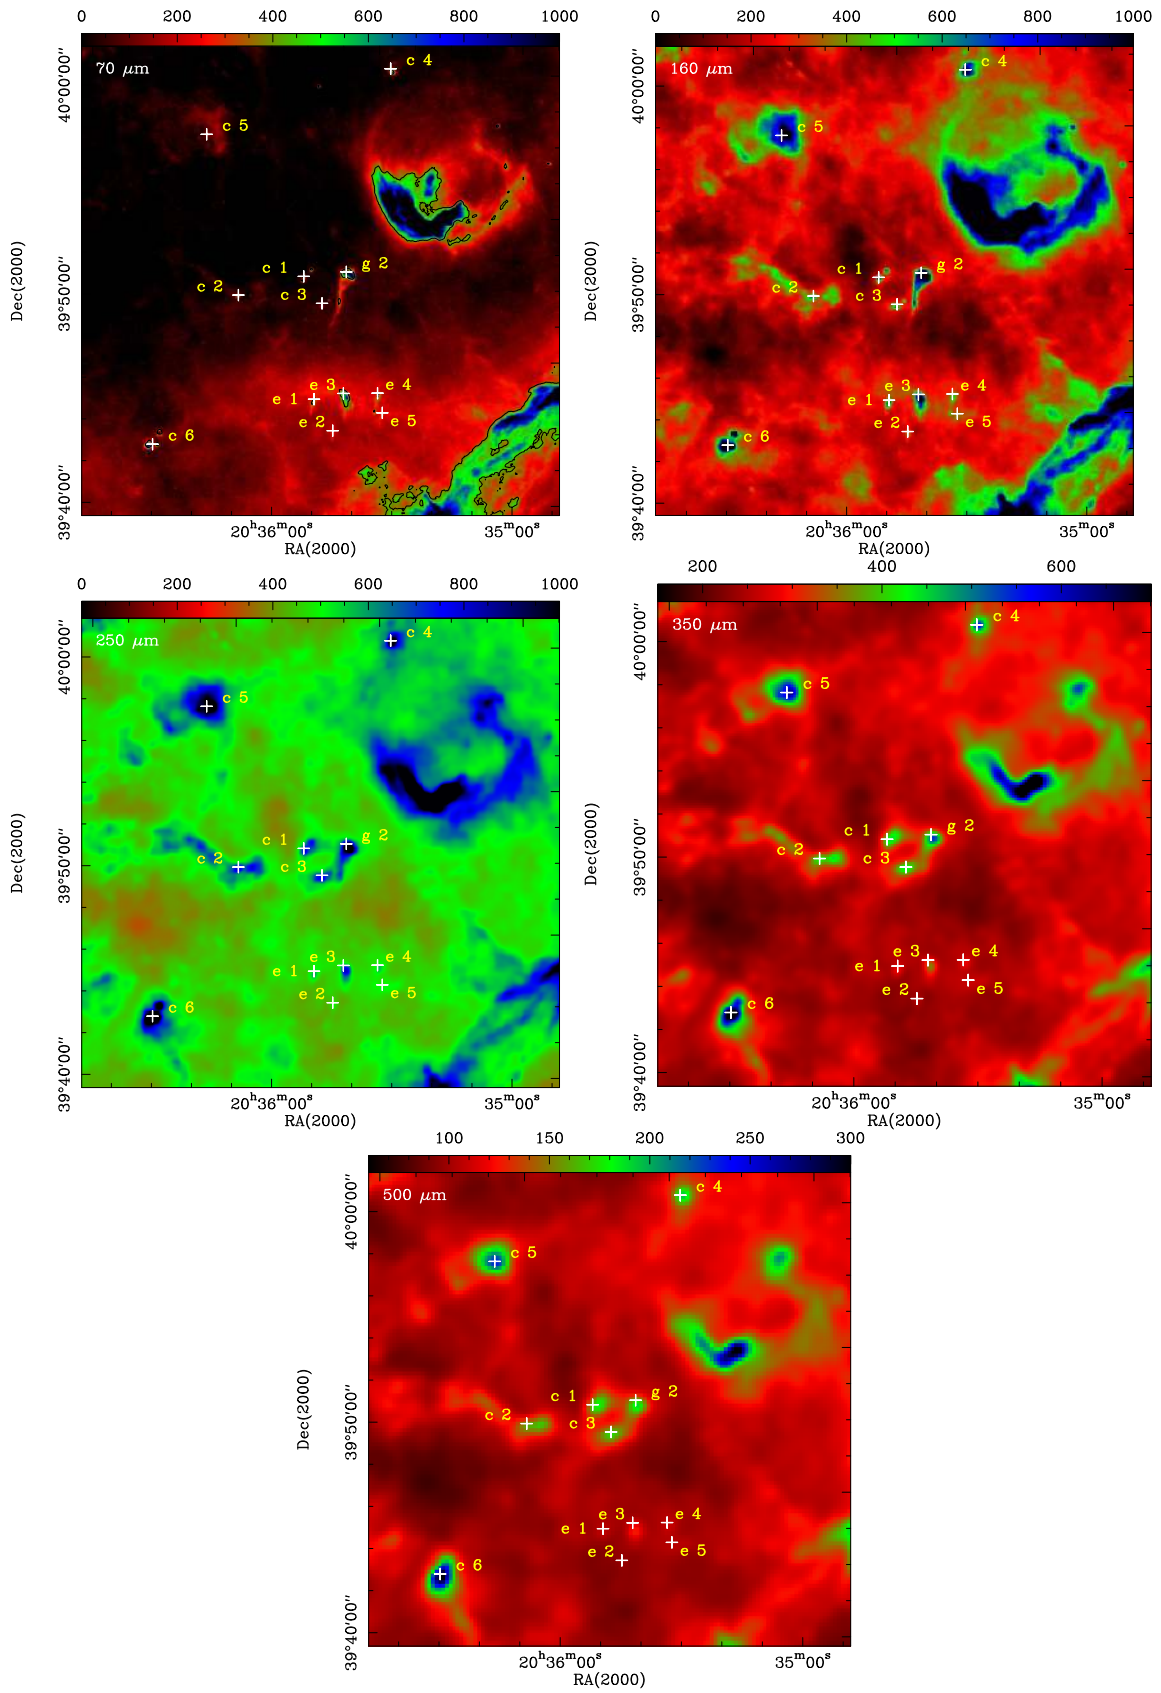 0 200 400 600 800 1000
70 μm
c 4
c 5
c 1
g 2
c 2
c 3
e 3
e 4
e 1
e 2
e 5
c 6
40°00'00''
39°50'00''
39°40'00''
Dec(2000)
20h36m00s 35m00s
RA(2000)
0 200 400 600 800 1000
160 μm
c 4
c 5
c 1
g 2
c 2
c 3
e 3
e 4
e 1
e 2
e 5
c 6
40°00'00''
39°50'00''
39°40'00''
Dec(2000)
20h36m00s 35m00s
RA(2000)
0 200 400 600 800 1000
250 μm
c 4
c 5
c 1
g 2
c 2
c 3
e 3
e 4
e 1
e 2
e 5
c 6
40°00'00''
39°50'00''
39°40'00''
Dec(2000)
20h36m00s 35m00s
RA(2000)
200 400 600
350 μm
c 4
c 5
c 1
g 2
c 2
c 3
e 3
e 4
e 1
e 2
e 5
c 6
40°00'00''
39°50'00''
39°40'00''
Dec(2000)
20h36m00s 35m00s
RA(2000)
100 150 200 250 300
500 μm
c 4
c 5
c 1
g 2
c 2
c 3
e 3
e 4
e 1
e 2
e 5
c 6
40°00'00''
39°50'00''
39°40'00''
Dec(2000)
20h36m00s 35m00s
RA(2000)